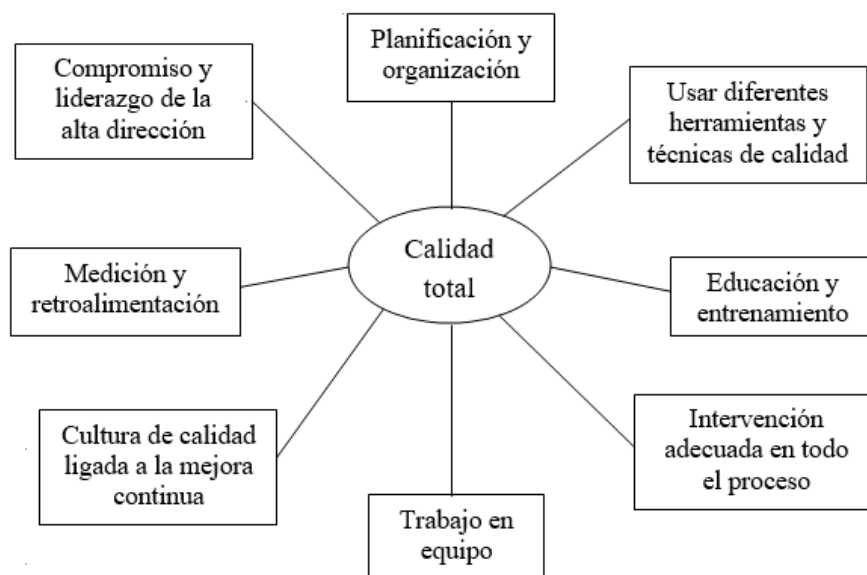 Planificación y
organización
Compromiso y
liderazgo de la
alta dirección
Usar diferentes
herramientas y
técnicas de calidad
Calidad
total
Medición y
retroalimentación
Educación y
entrenamiento
Cultura de calidad
ligada a la mejora
continua
Intervención
adecuada en todo
el proceso
Trabajo en
equipo